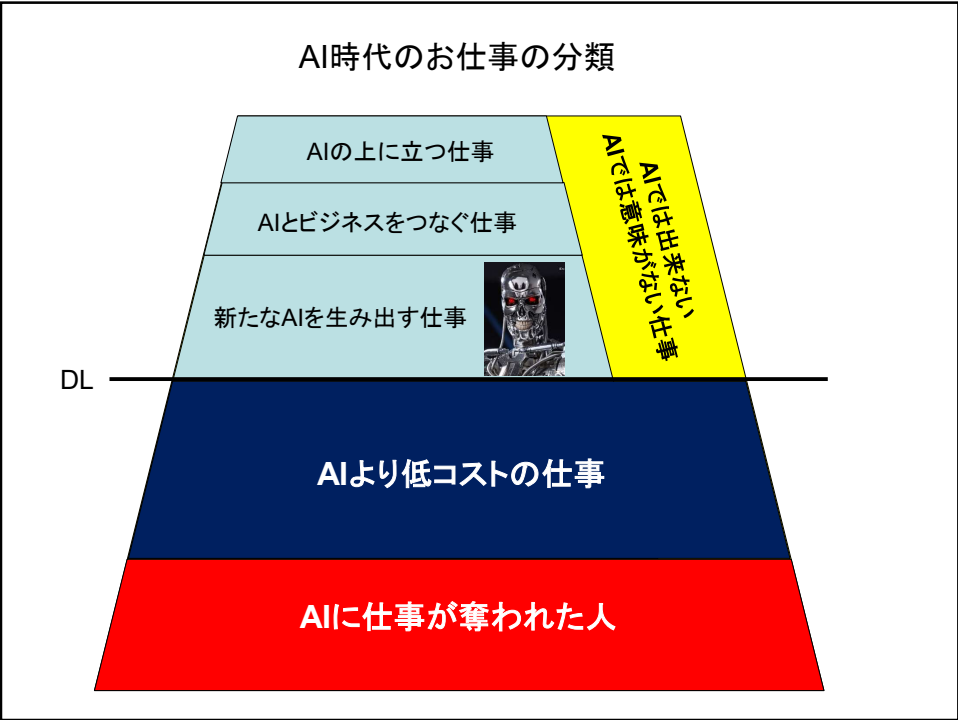 AI時代のお仕事の分類
AIの上に立つ仕事
AIとビジネスをつなぐ仕事
新たなAIを生み出す仕事
AIでは出来ない
AIでは意味がない仕事
DL
AIより低コストの仕事
AIに仕事が奪われた人